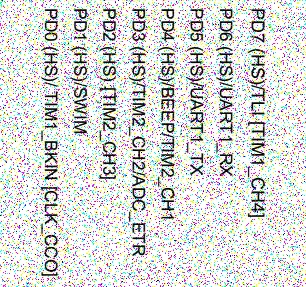 PD7 (HS)/TLI [TIM1_CH4]
PD6 (HS)/UART1_RX
PD5 (HS)/UART1_TX
PD4 (HS)/BEEP/TIM2_CH1
PD3 (HS)/TIM2_CH2/ADC_ETR
PD2 (HS) [TIM2_CH3]
PD1 (HS)/SWIM
PD0 (HS)/TIM1_BKIN [CLK_CCO]